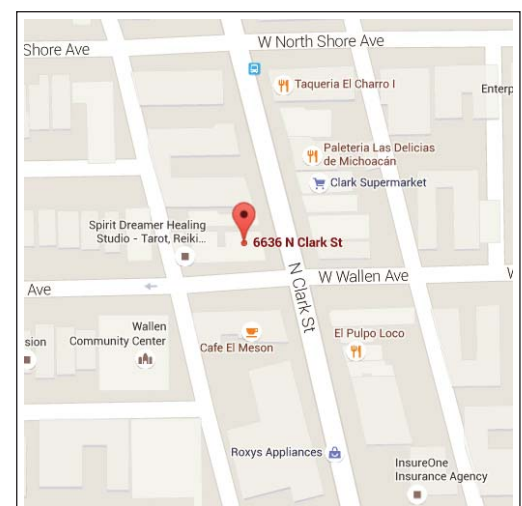 Shore Ave
W North Shore Ave
Taqueria El Charro I
Enterp
Paleteria Las Delicias
de Michoacán
Clark Supermarket
Spirit Dreamer Healing
Studio - Tarot, Reiki...
6636 N Clark St
W Wallen Ave
Ave
N Clark St
Wallen
Community Center
sion
Cafe El Meson
El Pulpo Loco
Roxys Appliances
InsureOne
Insurance Agency